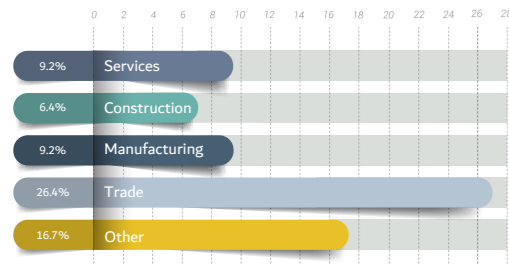 0 2 4 6 8 10 12 14 16 18 20 22 24 26 28
9.2% Services
6.4% Construction
9.2% Manufacturing
26.4% Trade
16.7% Other